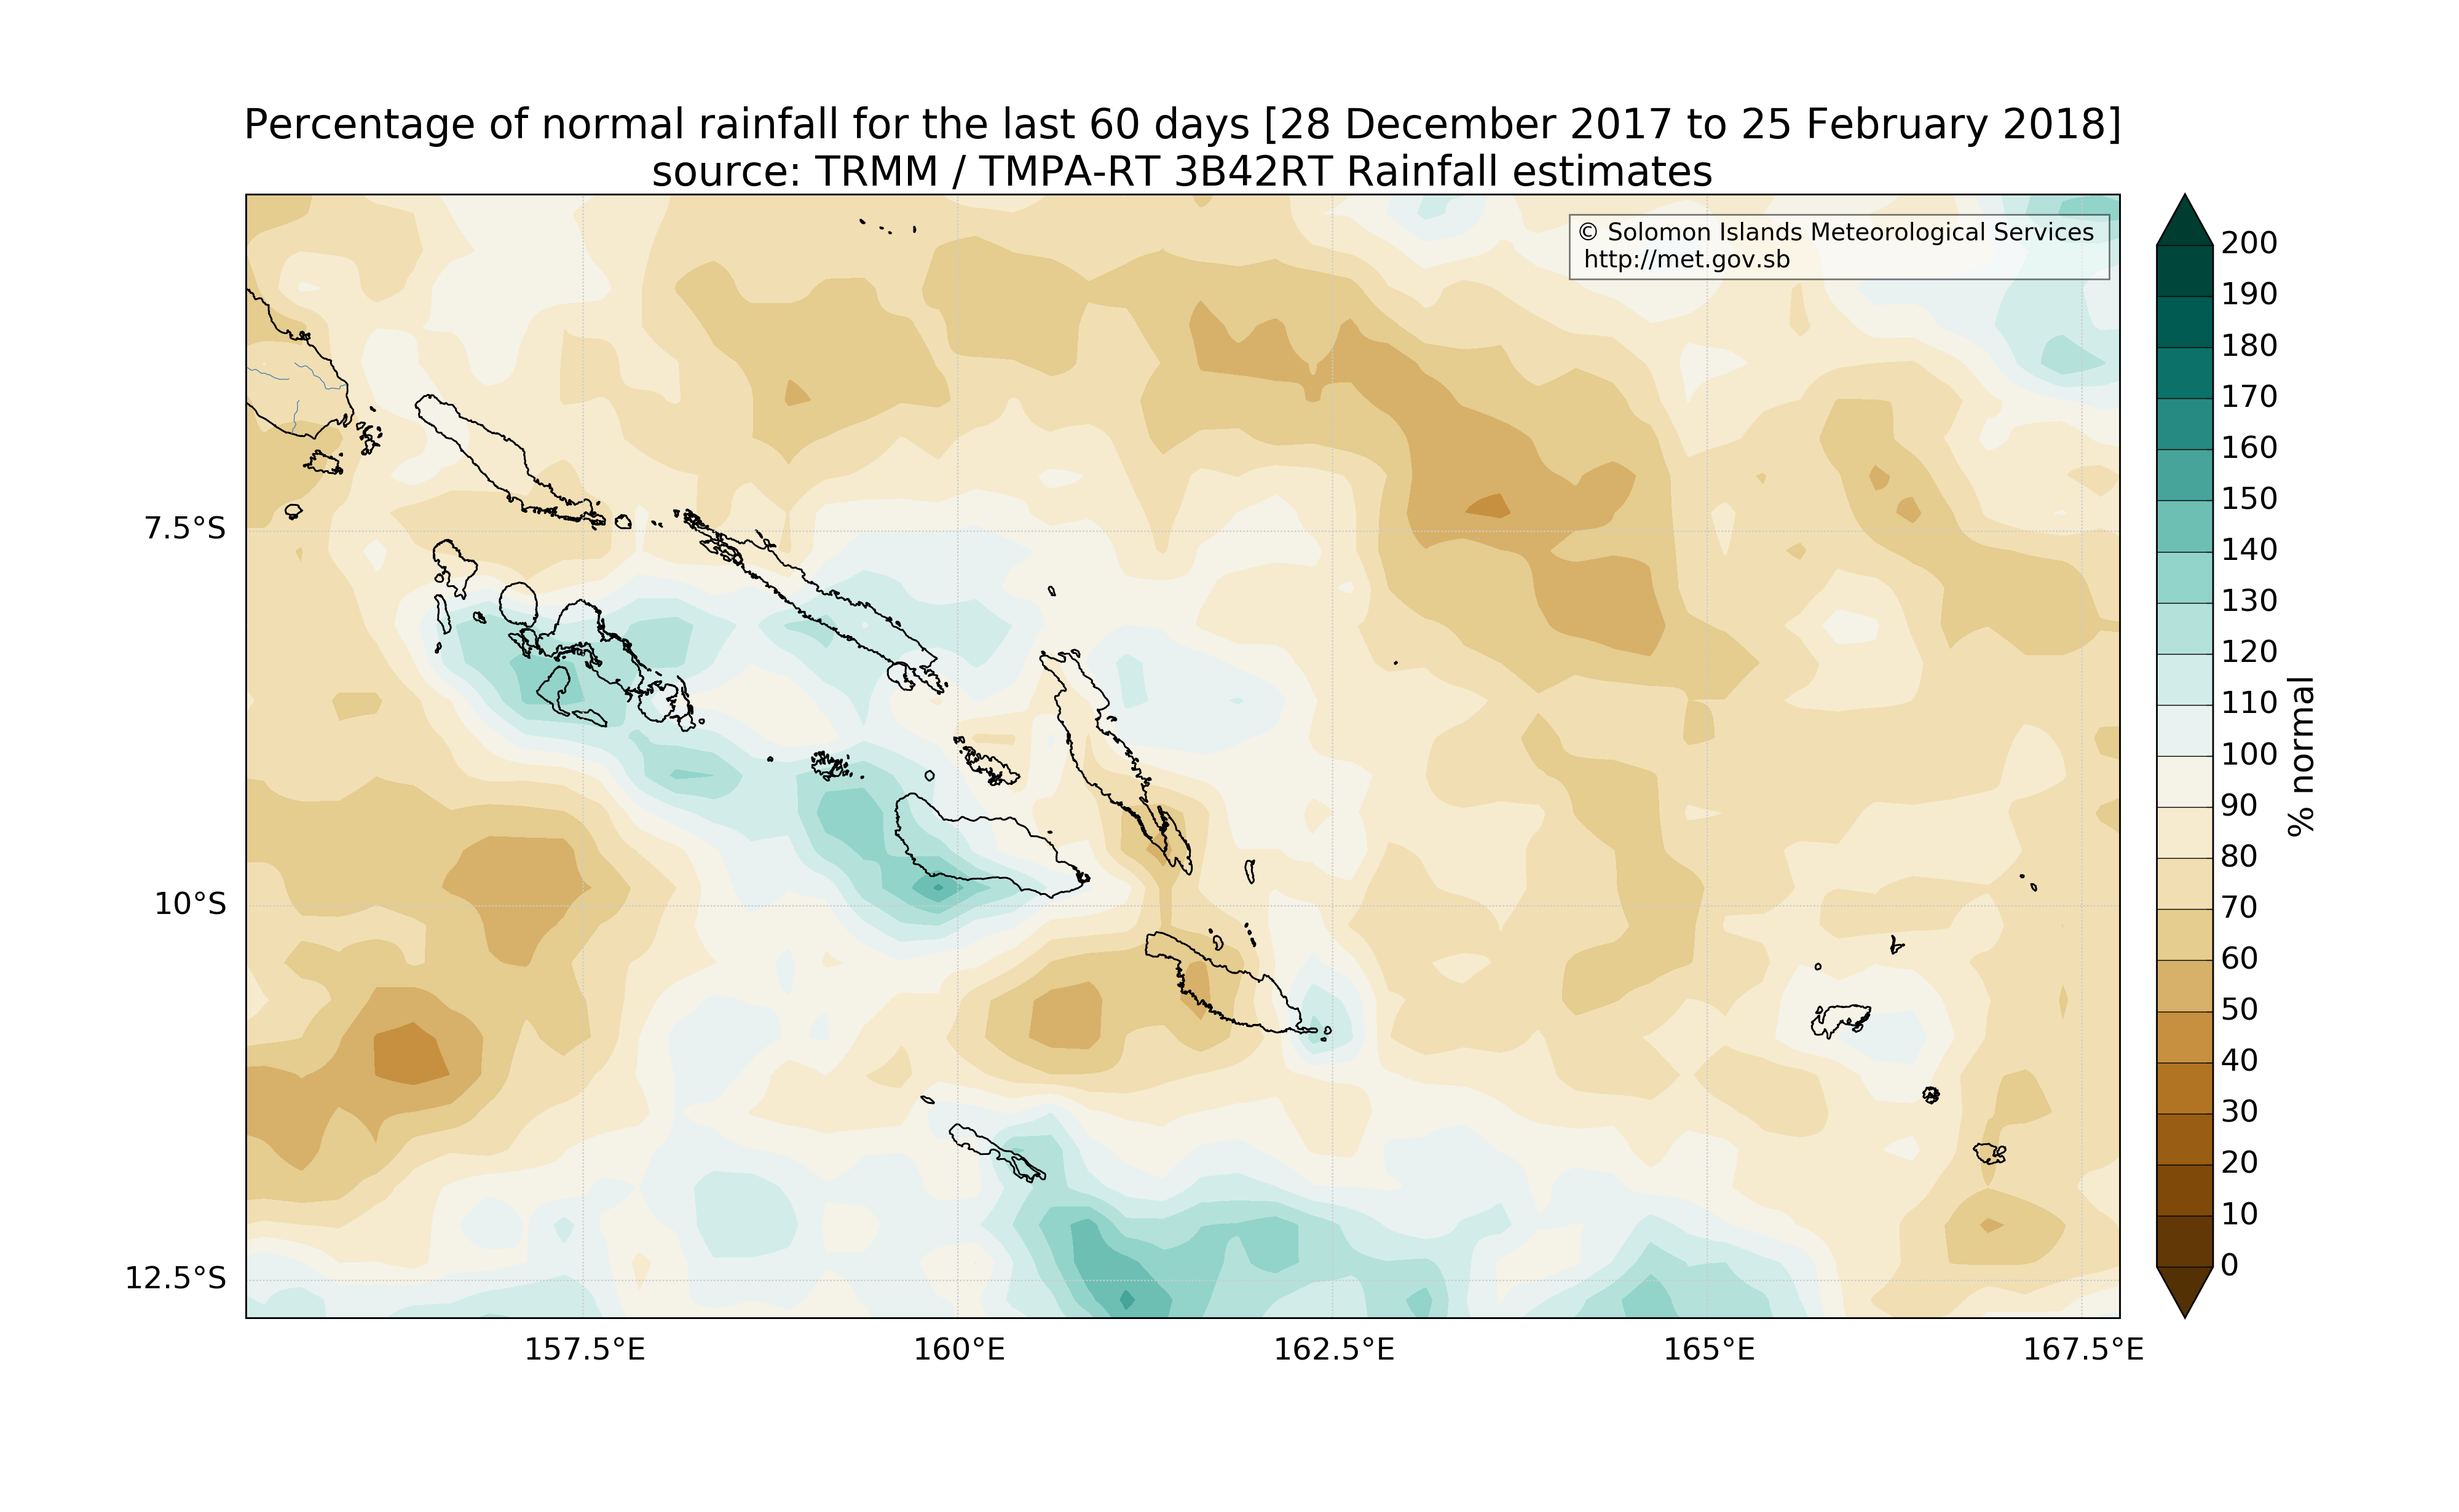 Percentage of normal rainfall for the last 60 days [28 December 2017 to 25 February 2018]
source: TRMM / TMPA-RT 3B42RT Rainfall estimates
© Solomon Islands Meteorological Services
http://met.gov.sb
7.5°S
10°S
12.5°S
157.5°E
160°E
162.5°E
165°E
167.5°E
200
190
180
170
160
150
140
130
120
110
100
90
80
70
60
50
40
30
20
10
0
% normal